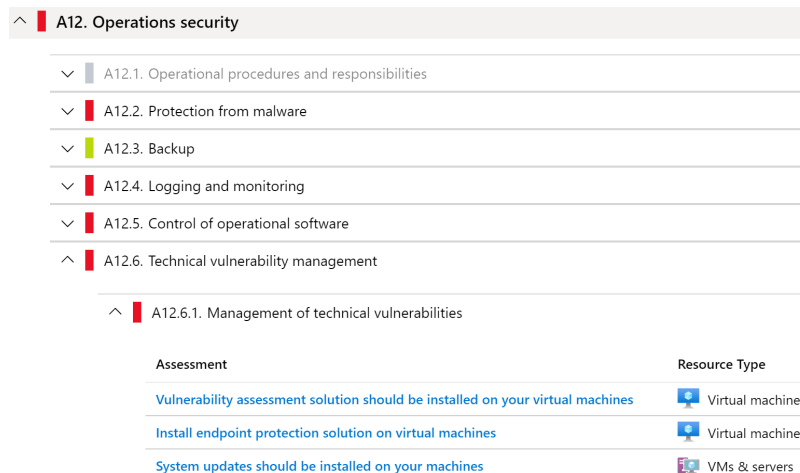 A12. Operations security
A12.1. Operational procedures and responsibilities
A12.2. Protection from malware
A12.3. Backup
A12.4. Logging and monitoring
A12.5. Control of operational software
A12.6. Technical vulnerability management
A12.6.1. Management of technical vulnerabilities
Assessment Resource Type
Vulnerability assessment solution should be installed on your virtual machines Virtual machine
Install endpoint protection solution on virtual machines Virtual machine
System updates should be installed on your machines VMs & servers